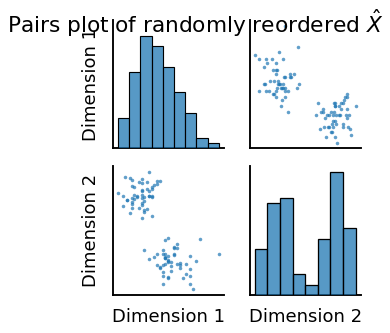 Pairs plot of randomly reordered $\hat{X}$
Dimension 1
Dimension 2
Dimension 1
Dimension 2